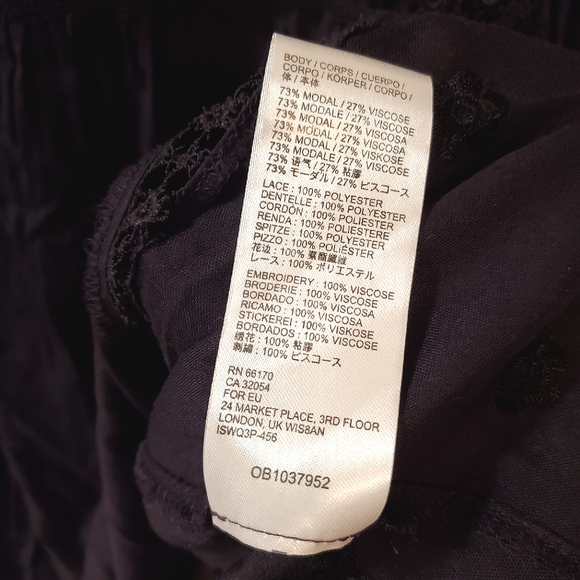 BODY / CORPS / CUERPO /
CORPO / KÖRPER / CORPO /
体 / 本体
73% MODAL / 27% VISCOSE
73% MODALE / 27% VISCOSE
73% MODAL / 27% VISCOSA
73% MODAL / 27% VISCOSA
73% MODAL / 27% VISKOSE
73% MODALE / 27% VISCOSA
73% 语气 / 27% 粘膠
73% モーダル / 27% ビスコース
LACE : 100% POLYESTER
DENTELLE : 100% POLYESTER
CORDÓN : 100% POLIÉSTER
RENDA : 100% POLIESTERE
SPITZE : 100% POLYESTER
PIZZO : 100% POLIESTER
花边 : 100% 聚酯纖維
レース : 100% ポリエステル
EMBROIDERY : 100% VISCOSE
BRODERIE : 100% VISCOSE
BORDADO : 100% VISCOSA
RICAMO : 100% VISCOSA
STICKEREI : 100% VISKOSE
BORDADOS : 100% VISCOSE
绣花 : 100% 粘膠
刺繍 : 100% ビスコース
RN 66170
CA 32054
FOR EU
24 MARKET PLACE, 3RD FLOOR
LONDON, UK WIS8AN
ISWQ3P-456
OB1037952